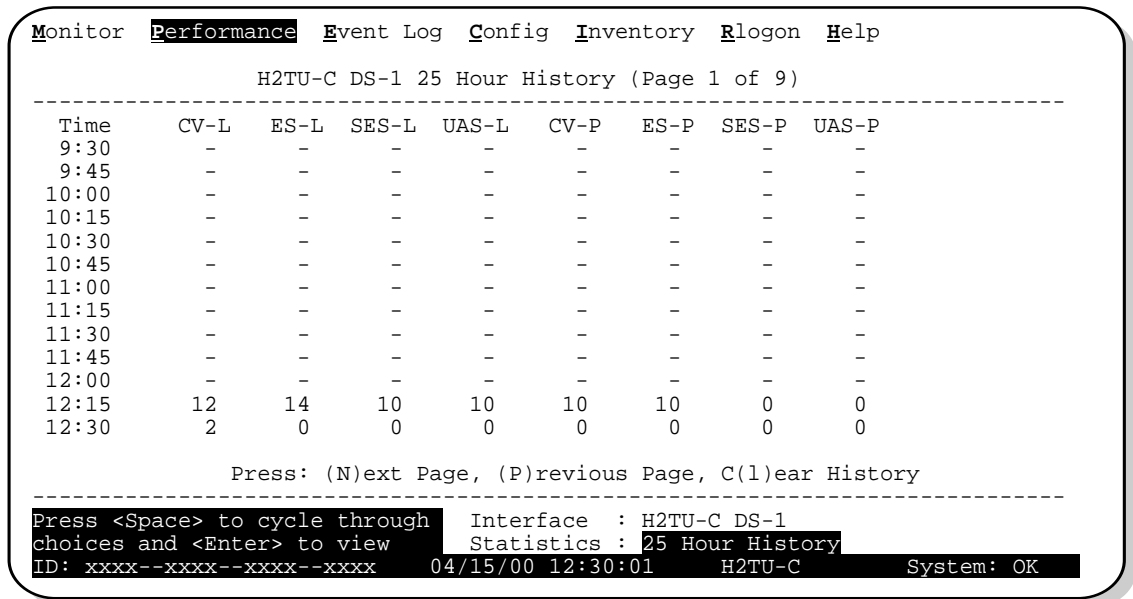 Monitor Performance Event Log Config Inventory Rlogon Help
H2TU-C DS-1 25 Hour History (Page 1 of 9)
--------------------------------------------------------------------------------
Time CV-L ES-L SES-L UAS-L CV-P ES-P SES-P UAS-P
9:30 - - - - - - - -
9:45 - - - - - - - -
10:00 - - - - - - - -
10:15 - - - - - - - -
10:30 - - - - - - - -
10:45 - - - - - - - -
11:00 - - - - - - - -
11:15 - - - - - - - -
11:30 - - - - - - - -
11:45 - - - - - - - -
12:00 - - - - - - - -
12:15 12 14 10 10 10 10 0 0
12:30 2 0 0 0 0 0 0 0
Press: (N)ext Page, (P)revious Page, C(l)ear History
--------------------------------------------------------------------------------
Press <Space> to cycle through Interface : H2TU-C DS-1
choices and <Enter> to view Statistics : 25 Hour History
ID: xxxx--xxxx--xxxx--xxxx 04/15/00 12:30:01 H2TU-C System: OK